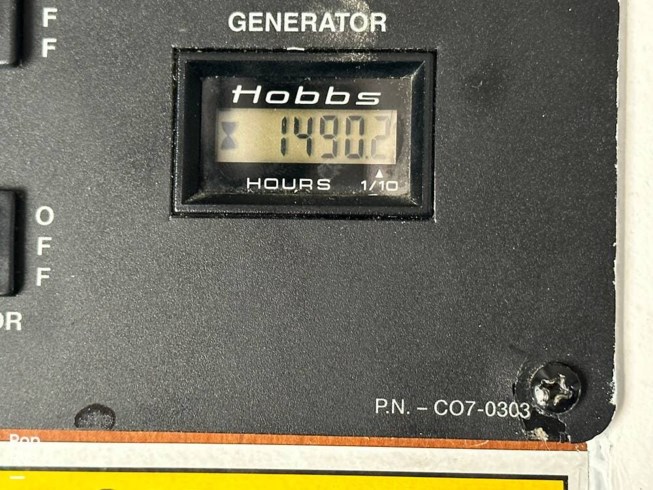 F
F
GENERATOR
Hobbs
1490.2
HOURS 1/10
O
F
F
OR
P.N. – CO7-0303